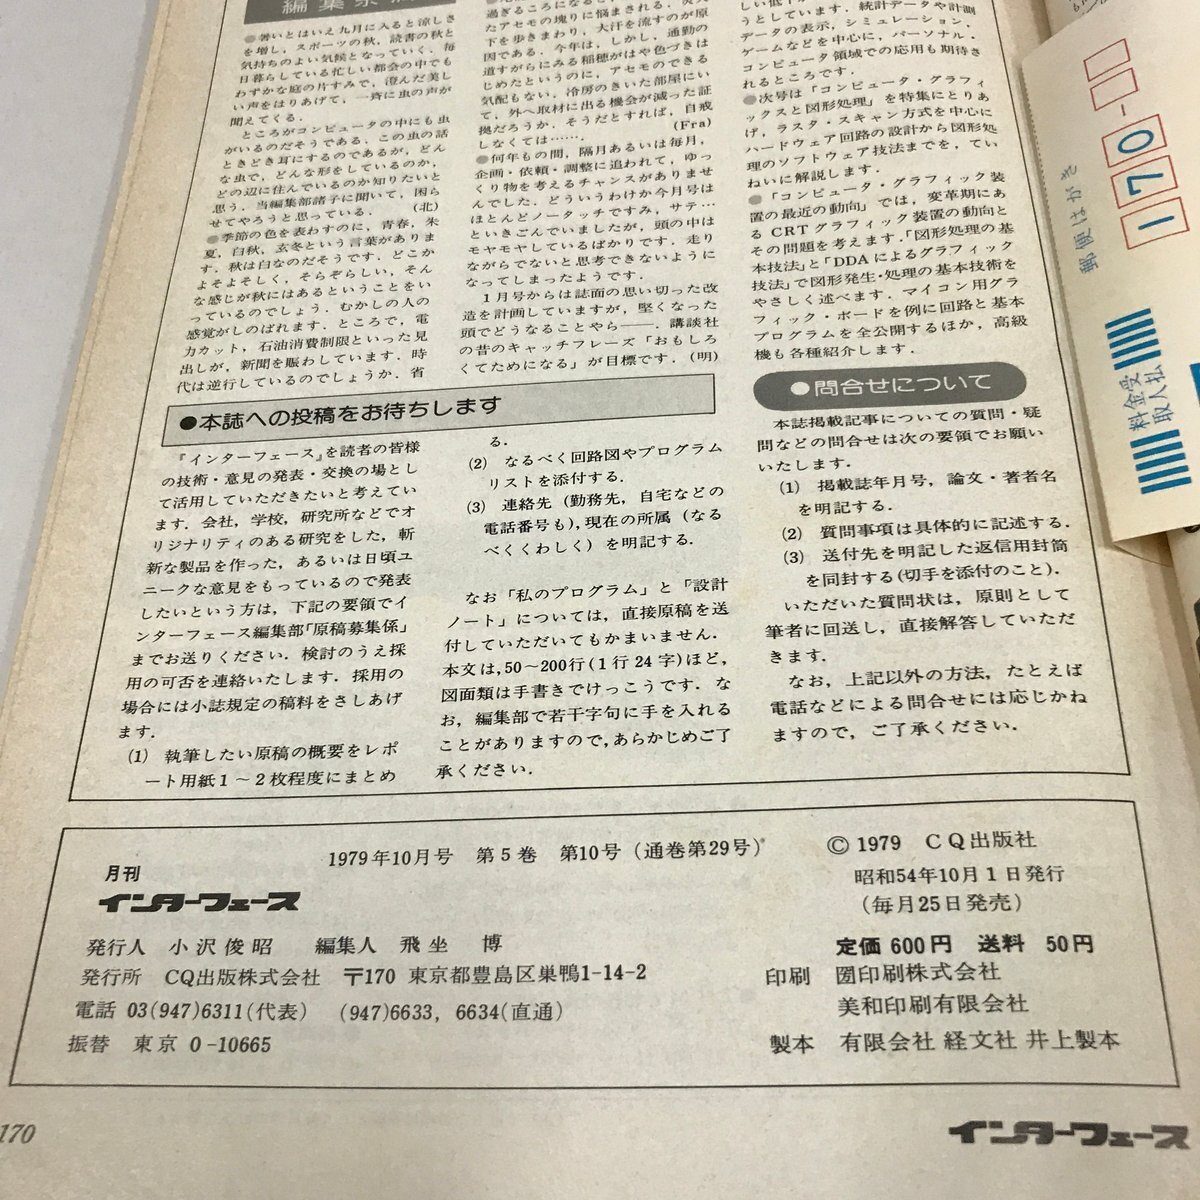 ●暑いとはいえ九月に入ると涼しさ
を増し,スポーツの秋,読書の秋と
気持ちのよい気候となっていく.毎
日暮らしている忙しい都会の中でも
わずかな庭の片すみで,澄んだ美し
い声をはりあげて,一斉に虫の声が
聞えてくる.
ところがコンピュータの中にも虫
がいるのだそうである.この虫の話
ときどき耳にするのであるが,どん
な虫で,どんな形をしているのか,
どの辺に住んでいるのか知りたいと
思う.当編集部諸子に聞いて,困ら
せてやろうと思っている. (北)
●季節の色を表わすのに,青春,朱
夏,白秋,玄冬という言葉がありま
す.秋は白なのだそうです.どこか
よそよそしく,そらぞらしい,そん
な感じが秋にはあるということをい
っているのでしょう.むかしの人の
感覚がしのばれます.ところで,電
力カット,石油消費制限といった見
出しが,新聞を賑わしています.時
代は逆行しているのでしょうか.省
過ぎるころになると
たアセモの塊りに悩まされる.炎天
下を歩きまわり,大汗を流すのが原
因である.今年は,しかし,通勤の
道すがらにみる稲穂がはや色づきは
じめたというのに,アセモのできる
気配もない.冷房のきいた部屋にい
て,外へ取材に出る機会が減った証
拠だろうか.そうだとすれば,自戒
しなくては……. (Fra)
●何年もの間,隔月あるいは毎月,
企画・依頼・調整に追われて,ゆっ
くり物を考えるチャンスがありませ
んでした.どういうわけか今月号は
ほとんどノータッチですみ,サテ…
といきごんでいましたが,頭の中は
モヤモヤしているばかりです.走り
ながらでないと思考できないように
なってしまったようです.
1月号からは誌面の思い切った改
造を計画していますが,堅くなった
頭でどうなることやら――.講談社
の昔のキャッチフレーズ「おもしろ
くてためになる」が目標です.(明)
うとしています.統計データや計測
データの表示,シミュレーション,
ゲームなどを中心に,パーソナル・
コンピュータ領域での応用も期待さ
れるところです.
●次号は「コンピュータ・グラフィ
ックスと図形処理」を特集にとりあ
げ,ラスタ・スキャン方式を中心に
ハードウェア回路の設計から図形処
理のソフトウェア技法までを,てい
ねいに解説します.
●「コンピュータ・グラフィック装
置の最近の動向」では,変革期にあ
るCRTグラフィック装置の動向と
その問題を考えます.「図形処理の基
本技法」と「DDAによるグラフィック
技法」で図形発生・処理の基本技術を
やさしく述べます.マイコン用グラ
フィック・ボードを例に回路と基本
プログラムを全公開するほか,高級
機も各種紹介します.
●本誌への投稿をお待ちします
『インターフェース』を読者の皆様
の技術・意見の発表・交換の場とし
て活用していただきたいと考えてい
ます.会社,学校,研究所などでオ
リジナリティのある研究をした,斬
新な製品を作った,あるいは日頃ユ
ニークな意見をもっているので発表
したいという方は,下記の要領でイ
ンターフェース編集部「原稿募集係」
までお送りください.検討のうえ採
用の可否を連絡いたします.採用の
場合には小誌規定の稿料をさしあげ
ます.
(1) 執筆したい原稿の概要をレポ
ート用紙1〜2枚程度にまとめ
る.
(2) なるべく回路図やプログラム
リストを添付する.
(3) 連絡先(勤務先,自宅などの
電話番号も),現在の所属(なる
べくくわしく)を明記する.
なお「私のプログラム」と「設計
ノート」については,直接原稿を送
付していただいてもかまいません.
本文は,50〜200行(1行24字)ほど,
図面類は手書きでけっこうです.な
お,編集部で若干字句に手を入れる
ことがありますので,あらかじめご了
承ください.
●問合せについて
本誌掲載記事についての質問・疑
問などの問合せは次の要領でお願い
いたします.
(1) 掲載誌年月号,論文・著者名
を明記する.
(2) 質問事項は具体的に記述する.
(3) 送付先を明記した返信用封筒
を同封する(切手を添付のこと).
いただいた質問状は,原則として
筆者に回送し,直接解答していただ
きます.
なお,上記以外の方法,たとえば
電話などによる問合せには応じかね
ますので,ご了承ください.
郵便はがき
170-
料金受
取人払
月刊
インターフェース
1979年10月号 第5巻 第10号(通巻第29号)
© 1979 CQ出版社
昭和54年10月1日発行
(毎月25日発売)
発行人 小沢俊昭 編集人 飛坐 博
定価 600円 送料 50円
発行所 CQ出版株式会社 〒170 東京都豊島区巣鴨1-14-2
印刷 圀印刷株式会社
電話 03(947)6311(代表) (947)6633, 6634(直通)
美和印刷有限会社
振替 東京 0-10665
製本 有限会社 経文社 井上製本
170
インターフェース